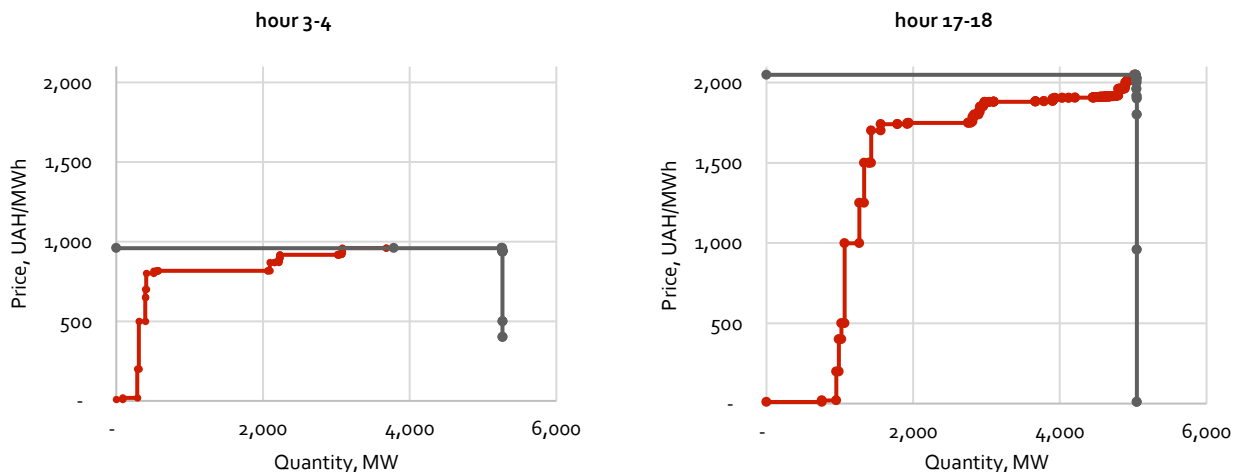 hour 3-4
Price, UAH/MWh
2,000
1,500
1,000
500
-
- 2,000 4,000 6,000
Quantity, MW
hour 17-18
Price, UAH/MWh
2,000
1,500
1,000
500
-
- 2,000 4,000 6,000
Quantity, MW